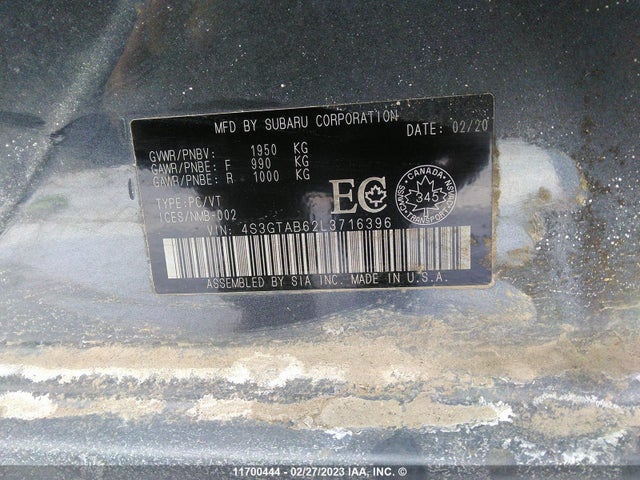 MFD BY SUBARU CORPORATION
DATE: 02/20
GVWR/PNBV: 1950 KG
GAWR/PNBE: F 990 KG
GAWR/PNBE: R 1000 KG
TYPE:PC/VT
ICES/NMB-002
EC
CANADA
345
VIN: 4S3GTAB62L3716396
ASSEMBLED BY SIA INC. MADE IN U.S.A.
11700444 - 02/27/2023 IAA, INC. ©